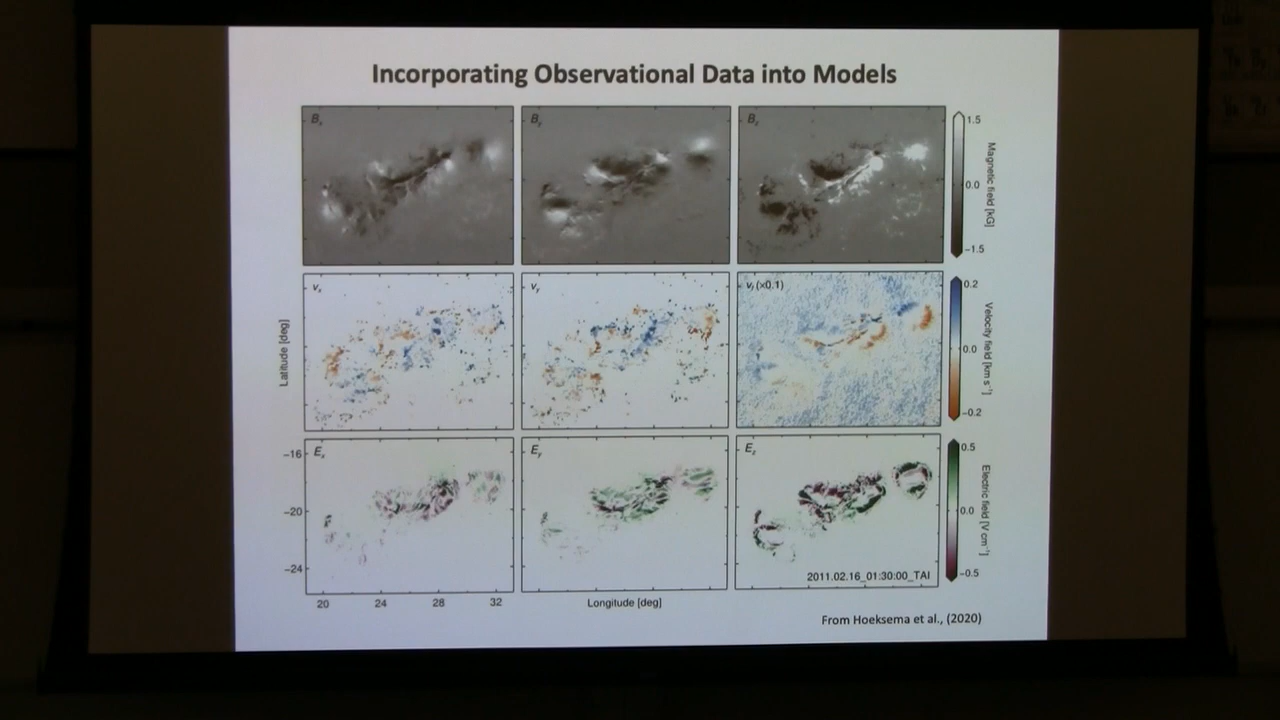 Incorporating Observational Data into Models
Bx
By
Bz
1.5
0.0
−1.5
Magnetic field [kG]
vx
vy
vl (×0.1)
0.2
0.0
−0.2
Velocity field [km s⁻¹]
Latitude [deg]
Ex
Ey
Ez
−16
−20
−24
0.5
0.0
−0.5
Electric field [V cm⁻¹]
2011.02.16_01:30:00_TAI
20 24 28 32
Longitude [deg]
From Hoeksema et al., (2020)